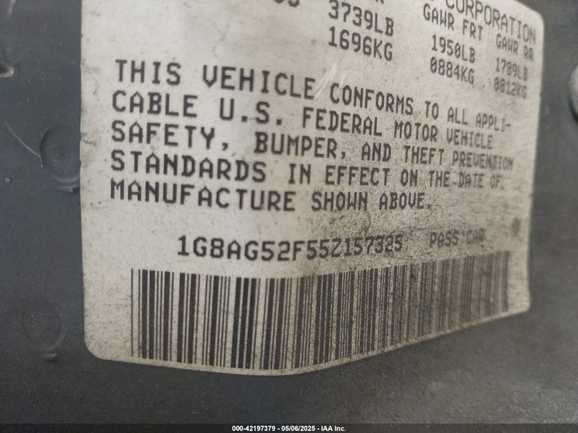 CORPORATION
GAWR FRT GAWR RR
3739LB 1950LB 1789LB
1696KG 0884KG 0812KG
THIS VEHICLE CONFORMS TO ALL APPLI-
CABLE U.S. FEDERAL MOTOR VEHICLE
SAFETY, BUMPER, AND THEFT PREVENTION
STANDARDS IN EFFECT ON THE DATE OF
MANUFACTURE SHOWN ABOVE.
1G8AG52F55Z157325 PASS CAR
000-42197379 - 05/06/2025 - IAA Inc.